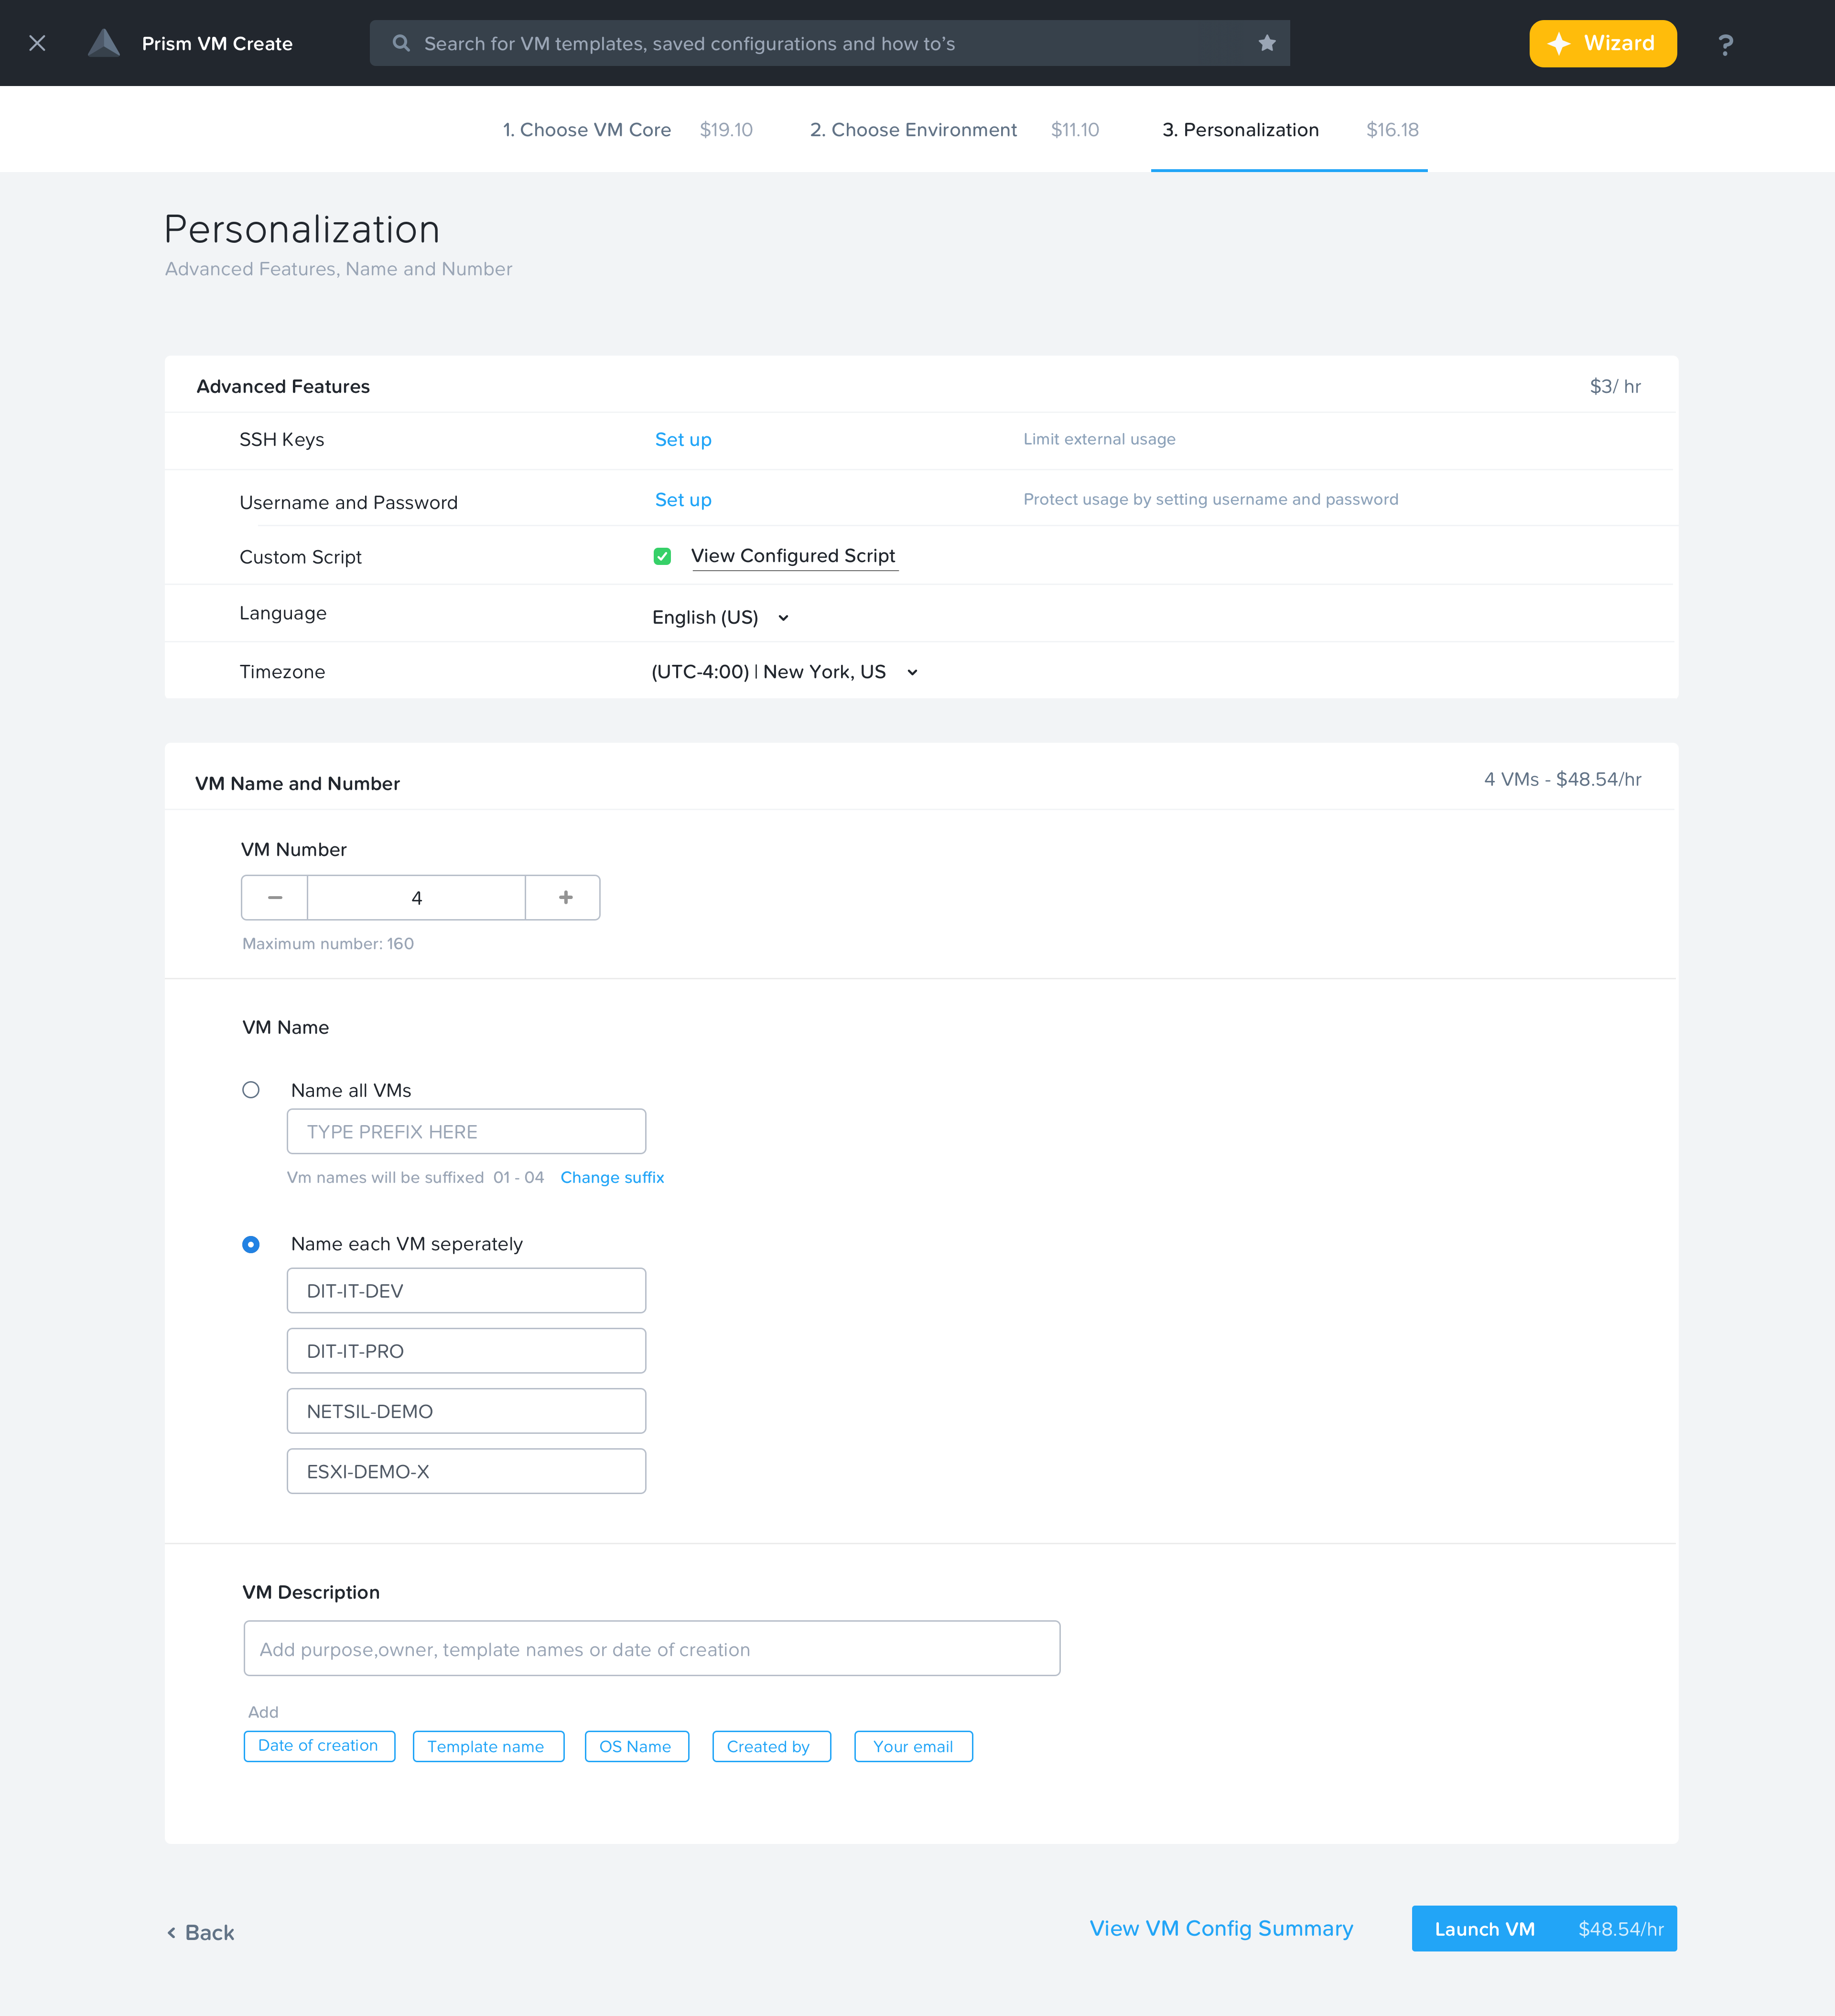 Prism VM Create
Search for VM templates, saved configurations and how to's
Wizard
?
1. Choose VM Core $19.10
2. Choose Environment $11.10
3. Personalization $16.18
Personalization
Advanced Features, Name and Number
Advanced Features $3/ hr
SSH Keys Set up Limit external usage
Username and Password Set up Protect usage by setting username and password
Custom Script View Configured Script
Language English (US)
Timezone (UTC-4:00) | New York, US
VM Name and Number 4 VMs - $48.54/hr
VM Number
− 4 +
Maximum number: 160
VM Name
Name all VMs
TYPE PREFIX HERE
Vm names will be suffixed 01 - 04 Change suffix
Name each VM seperately
DIT-IT-DEV
DIT-IT-PRO
NETSIL-DEMO
ESXI-DEMO-X
VM Description
Add purpose,owner, template names or date of creation
Add
Date of creation Template name OS Name Created by Your email
Back View VM Config Summary Launch VM $48.54/hr